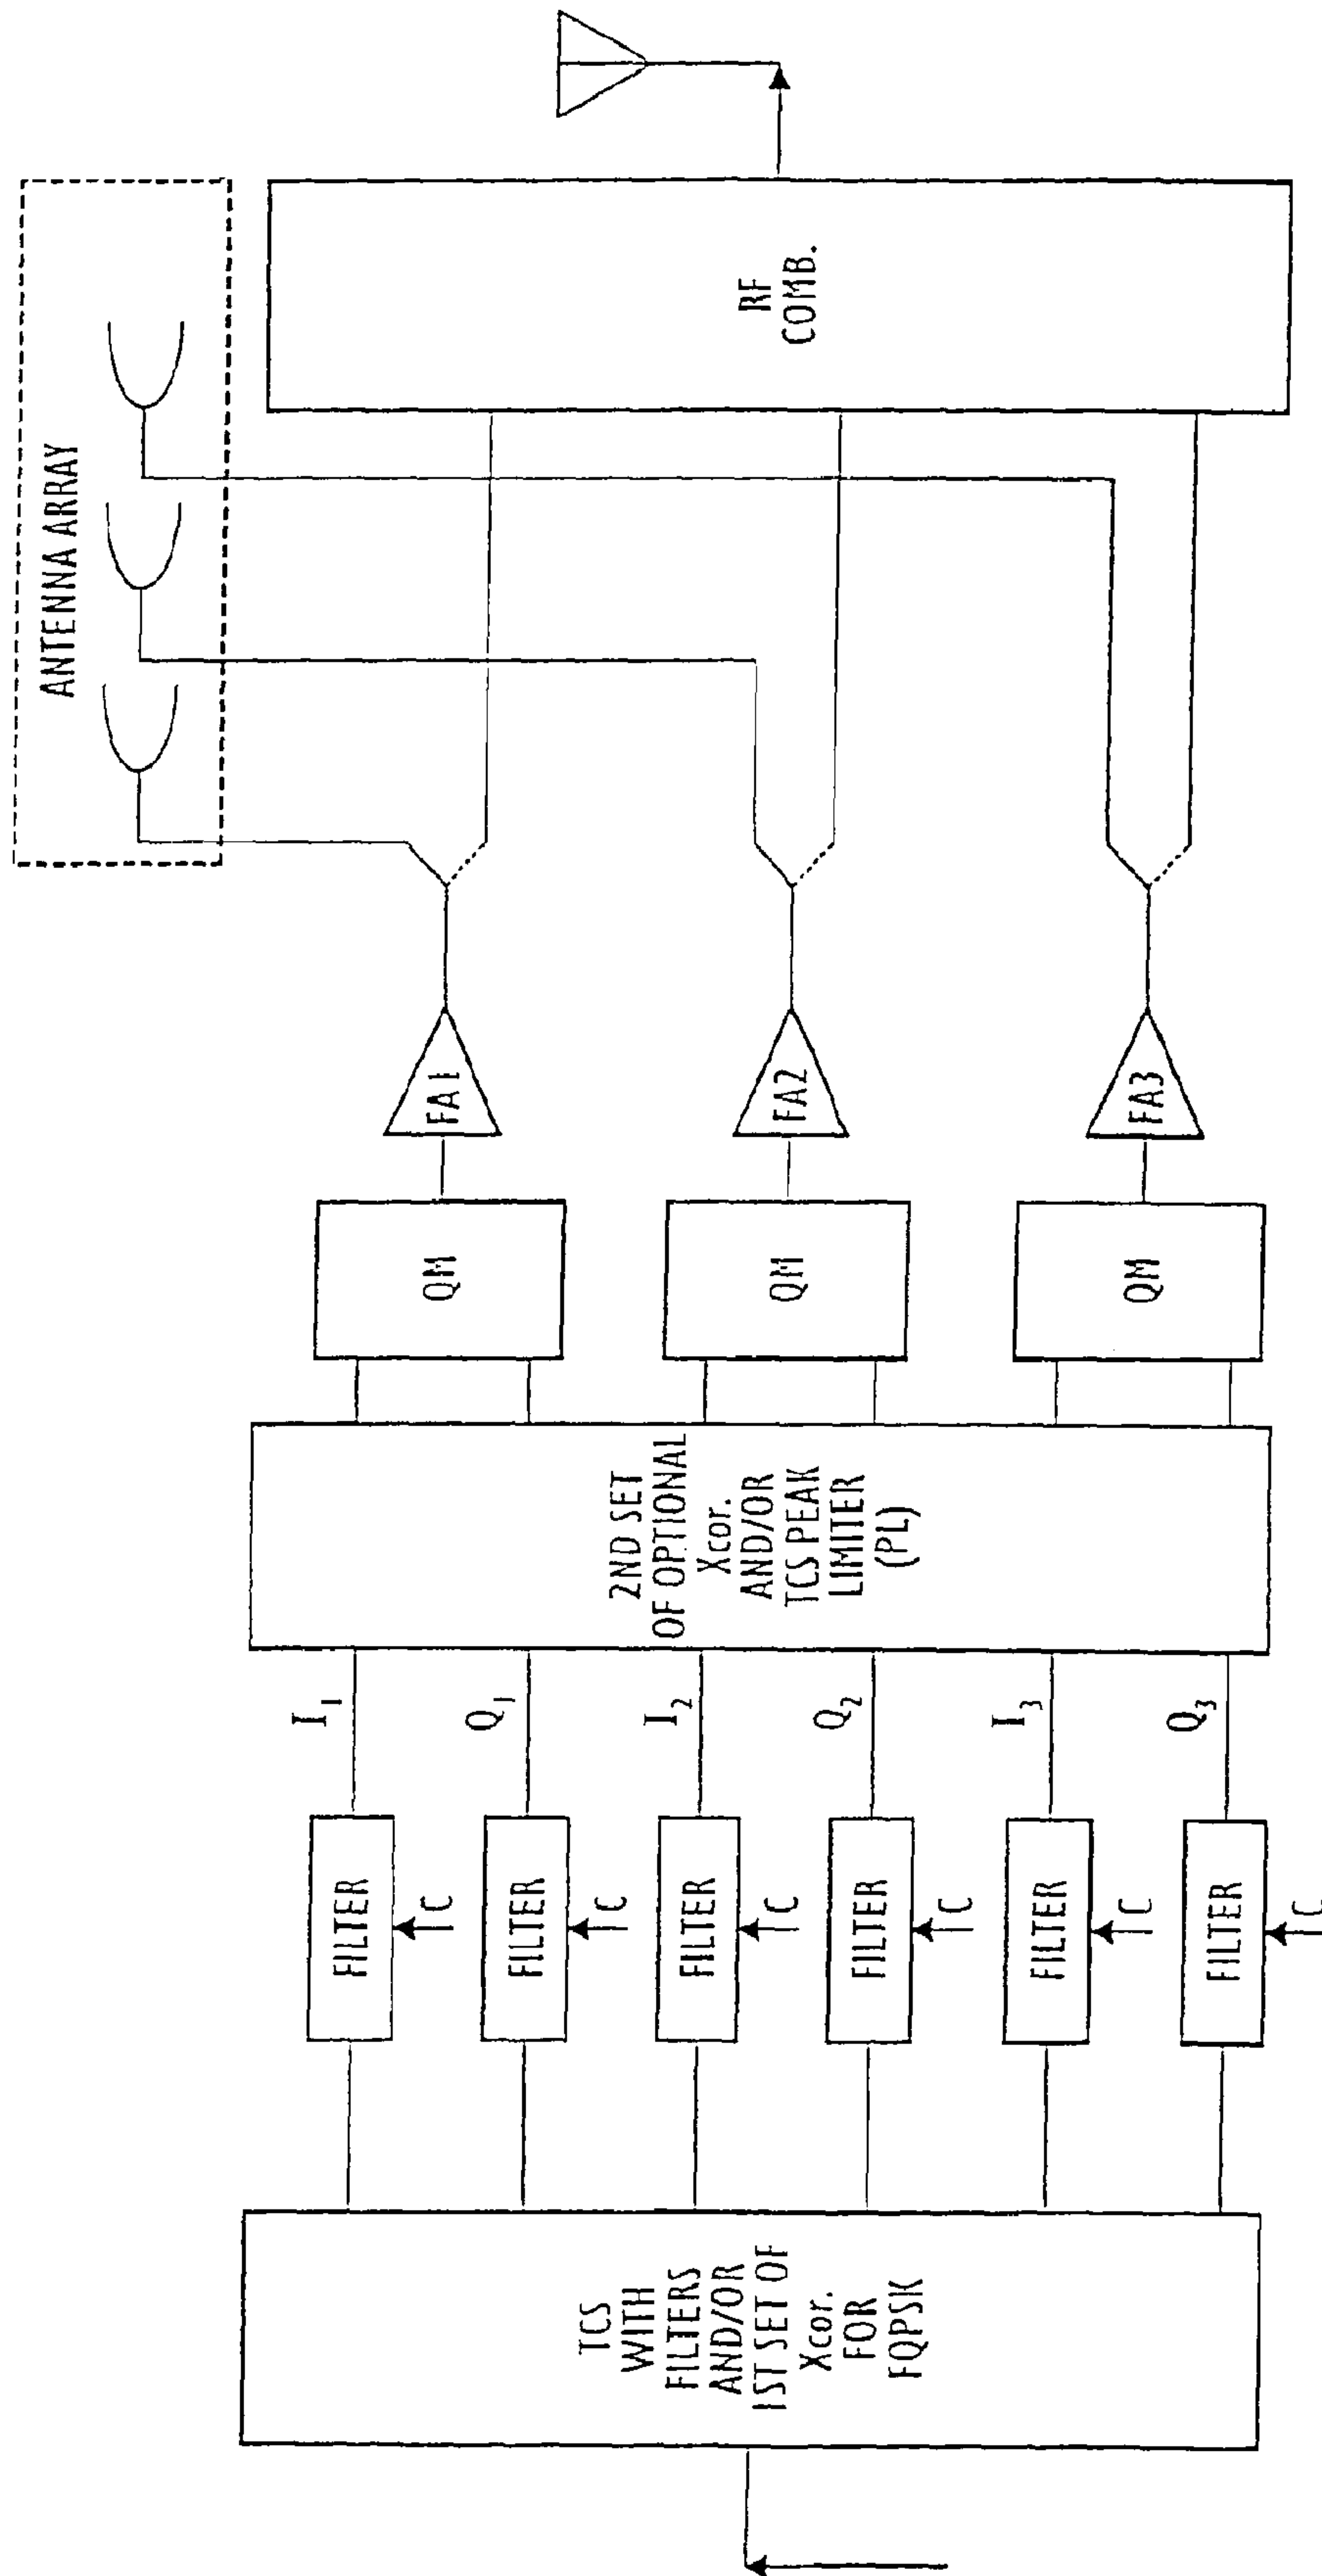 TCS
WITH
FILTERS
AND/OR
1ST SET OF
Xcor.
FOR
FQPSK
FILTER
C
FILTER
C
FILTER
C
FILTER
C
FILTER
C
FILTER
C
I1
Q1
I2
Q2
I3
Q3
2ND SET
OF OPTIONAL
Xcor.
AND/OR
TCS PEAK
LIMITER
(PL)
QM
QM
QM
FA1
FA2
FA3
ANTENNA ARRAY
RF
COMB.